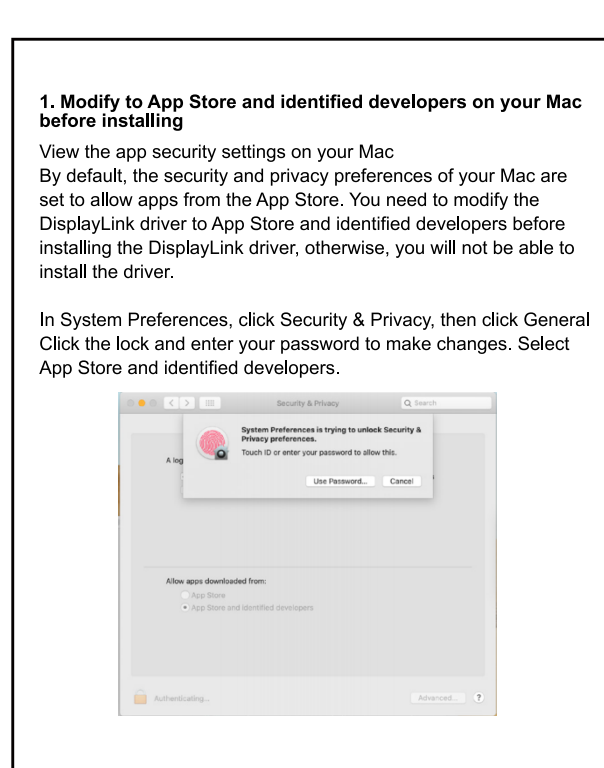 1. Modify to App Store and identified developers on your Mac
before installing
View the app security settings on your Mac
By default, the security and privacy preferences of your Mac are
set to allow apps from the App Store. You need to modify the
DisplayLink driver to App Store and identified developers before
installing the DisplayLink driver, otherwise, you will not be able to
install the driver.
In System Preferences, click Security & Privacy, then click General
Click the lock and enter your password to make changes. Select
App Store and identified developers.
Security & Privacy
Search
System Preferences is trying to unlock Security &
Privacy preferences.
Touch ID or enter your password to allow this.
A log
Use Password...
Cancel
Allow apps downloaded from:
App Store
App Store and identified developers
Authenticating...
Advanced...
?